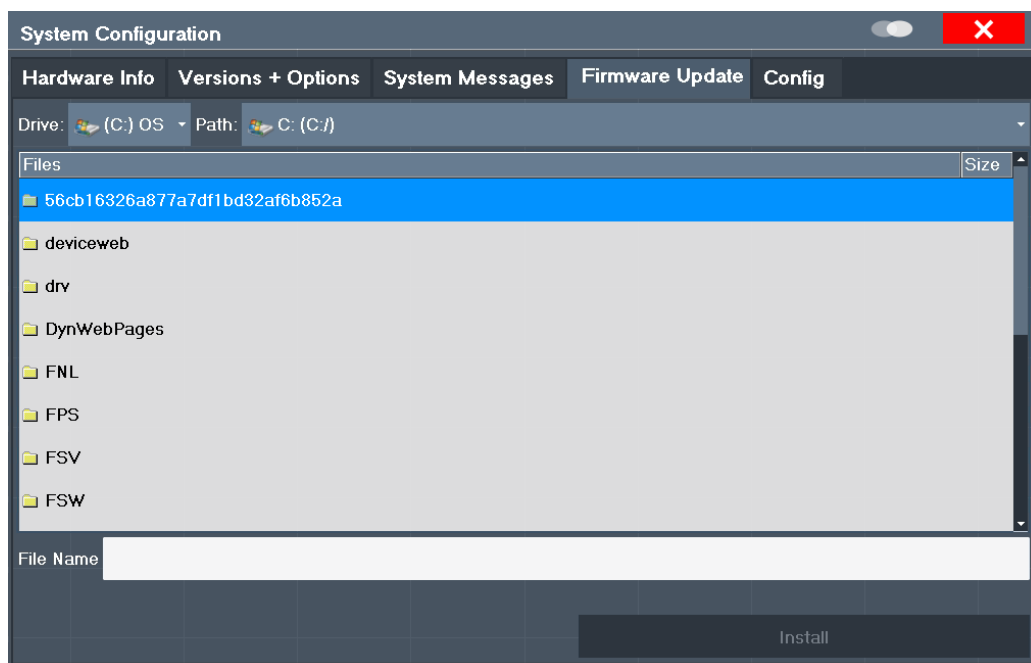 System Configuration
Hardware Info Versions + Options System Messages Firmware Update Config
Drive: (C:) OS Path: C: (C:/)
Files Size
56cb16326a877a7df1bd32af6b852a
deviceweb
drv
DynWebPages
FNL
FPS
FSV
FSW
File Name
Install